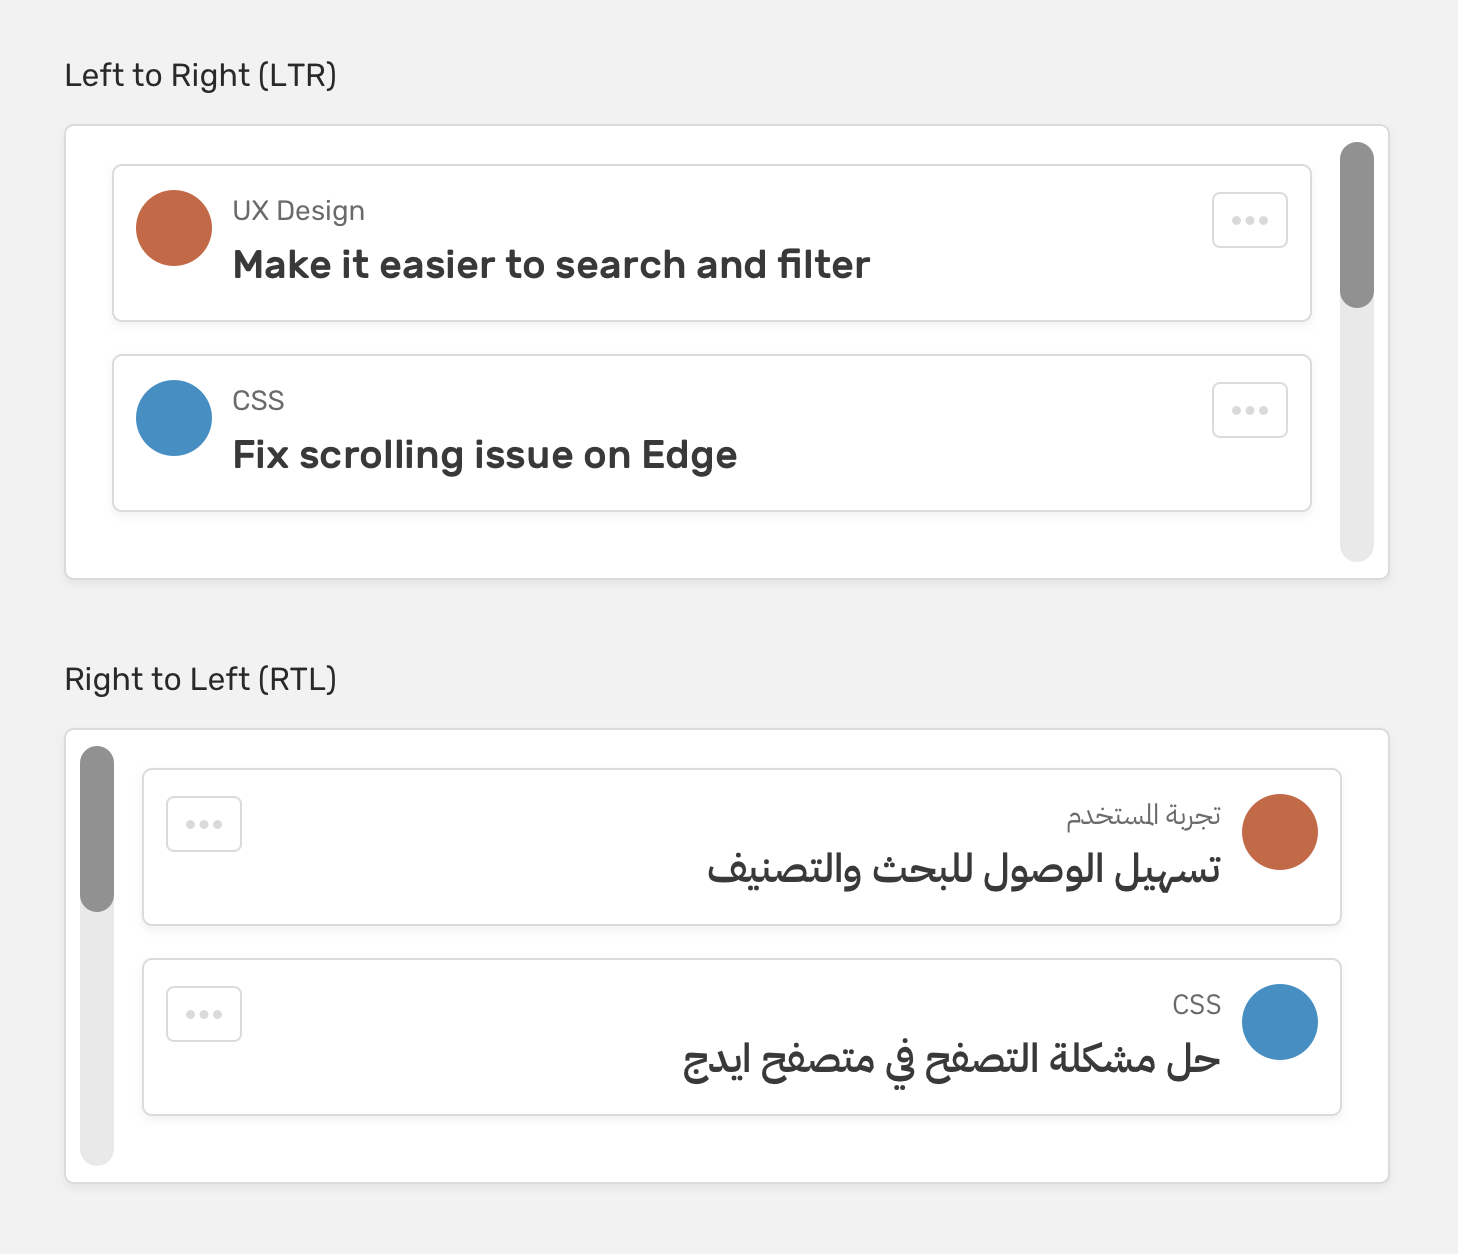 Left to Right (LTR)
UX Design
Make it easier to search and filter
CSS
Fix scrolling issue on Edge
Right to Left (RTL)
تجربة المستخدم
تسهيل الوصول للبحث والتصنيف
CSS
حل مشكلة التصفح في متصفح ايدج